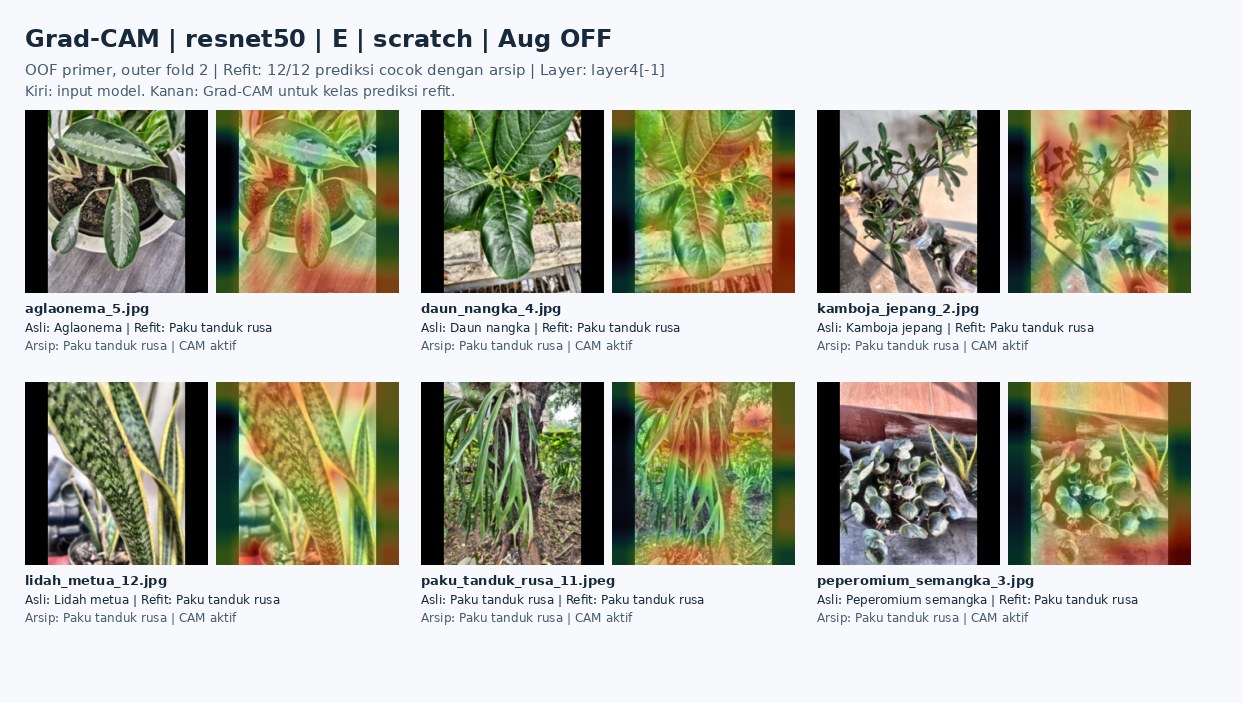 Grad-CAM | resnet50 | E | scratch | Aug OFF
OOF primer, outer fold 2 | Refit: 12/12 prediksi cocok dengan arsip | Layer: layer4[-1]
Kiri: input model. Kanan: Grad-CAM untuk kelas prediksi refit.
aglaonema_5.jpg
Asli: Aglaonema | Refit: Paku tanduk rusa
Arsip: Paku tanduk rusa | CAM aktif
daun_nangka_4.jpg
Asli: Daun nangka | Refit: Paku tanduk rusa
Arsip: Paku tanduk rusa | CAM aktif
kamboja_jepang_2.jpg
Asli: Kamboja jepang | Refit: Paku tanduk rusa
Arsip: Paku tanduk rusa | CAM aktif
lidah_metua_12.jpg
Asli: Lidah metua | Refit: Paku tanduk rusa
Arsip: Paku tanduk rusa | CAM aktif
paku_tanduk_rusa_11.jpeg
Asli: Paku tanduk rusa | Refit: Paku tanduk rusa
Arsip: Paku tanduk rusa | CAM aktif
peperomium_semangka_3.jpg
Asli: Peperomium semangka | Refit: Paku tanduk rusa
Arsip: Paku tanduk rusa | CAM aktif